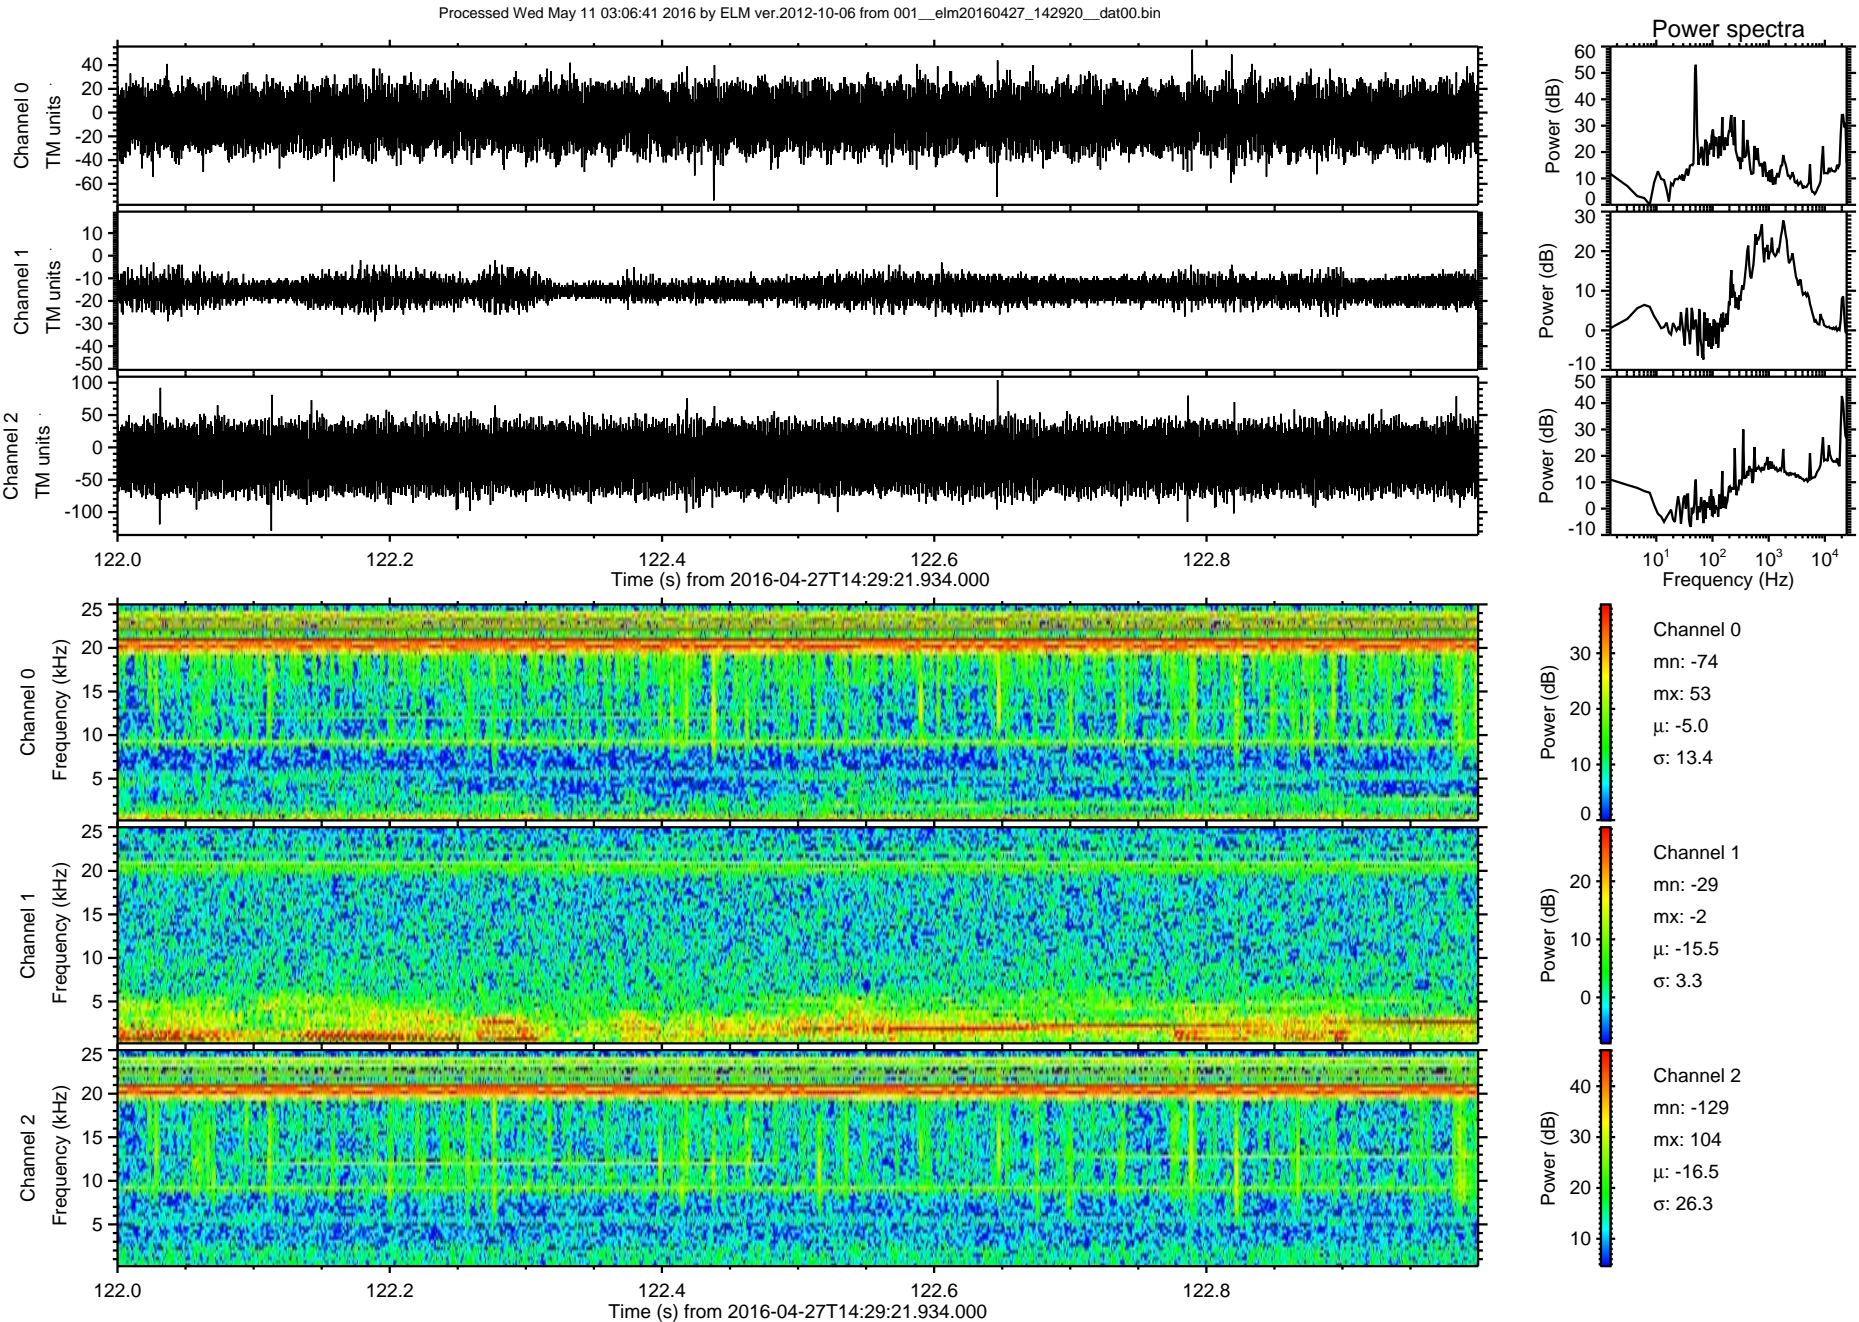 Processed Wed May 11 03:06:41 2016 by ELM ver.2012-10-06 from 001__elm20160427_142920__dat00.bin
Power spectra
Channel 0
TM units
40
20
0
-20
-40
-60
Power (dB)
60
50
40
30
20
10
0
Channel 1
TM units
10
0
-10
-20
-30
-40
-50
Power (dB)
30
20
10
0
-10
Channel 2
TM units
100
50
0
-50
-100
Power (dB)
50
40
30
20
10
0
-10
122.0 122.2 122.4 122.6 122.8
Time (s) from 2016-04-27T14:29:21.934.000
10^1 10^2 10^3 10^4
Frequency (Hz)
Channel 0
Frequency (kHz)
25
20
15
10
5
Power (dB)
30
20
10
0
Channel 0
mn: -74
mx: 53
μ: -5.0
σ: 13.4
Channel 1
Frequency (kHz)
25
20
15
10
5
Power (dB)
20
10
0
Channel 1
mn: -29
mx: -2
μ: -15.5
σ: 3.3
Channel 2
Frequency (kHz)
25
20
15
10
5
Power (dB)
40
30
20
10
Channel 2
mn: -129
mx: 104
μ: -16.5
σ: 26.3
122.0 122.2 122.4 122.6 122.8
Time (s) from 2016-04-27T14:29:21.934.000